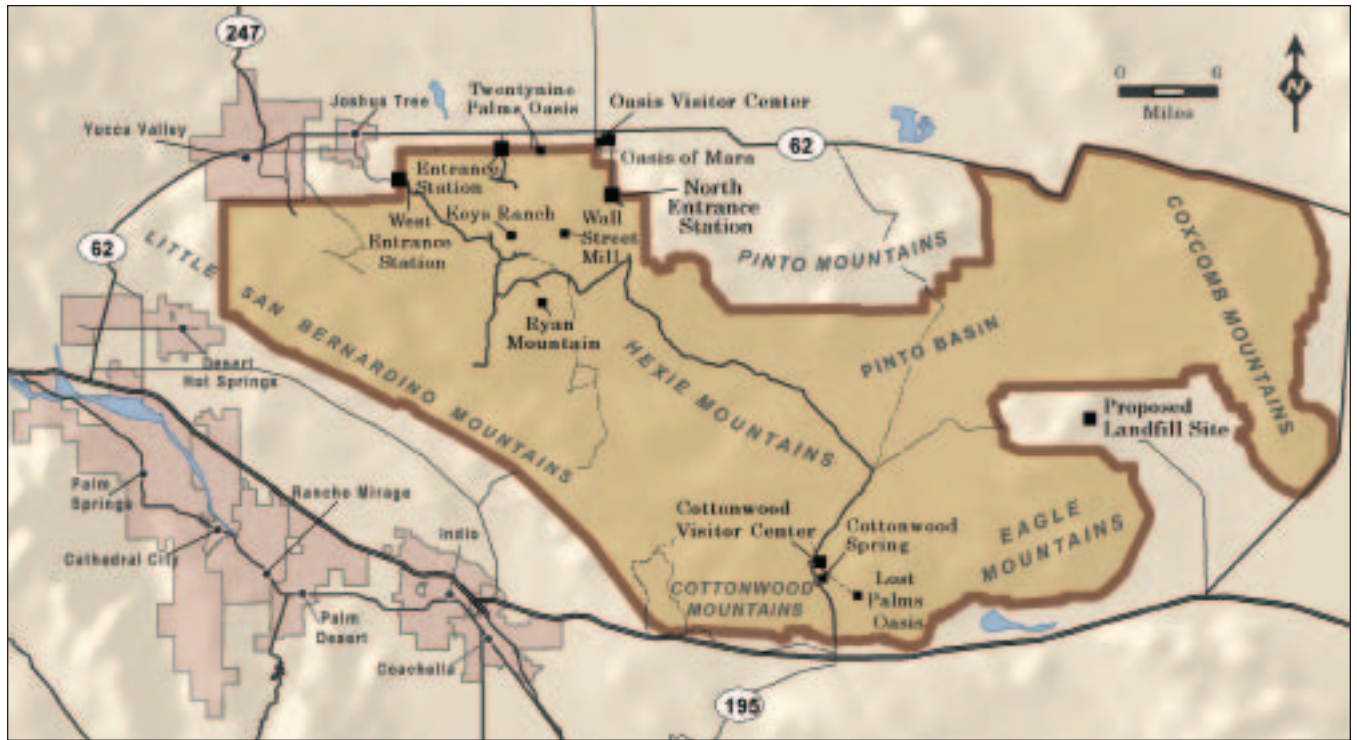 247
Twentynine
Palms Oasis
Joshua Tree
Oasis Visitor Center
Yucca Valley
0 6
Miles
N
62
Entrance
Station
Oasis of Mara
North
Entrance
Station
West
Entrance
Station
Keys Ranch
Wall
Street
Mill
PINTO MOUNTAINS
COXCOMB MOUNTAINS
62
LITTLE SAN BERNARDINO MOUNTAINS
Ryan
Mountain
HEXIE MOUNTAINS
PINTO BASIN
Desert
Hot Springs
Proposed
Landfill Site
Palm
Springs
Rancho Mirage
Cathedral City
Indio
Cottonwood
Visitor Center
Cottonwood
Spring
EAGLE
MOUNTAINS
COTTONWOOD
MOUNTAINS
Lost
Palms
Oasis
Palm
Desert
Coachella
195